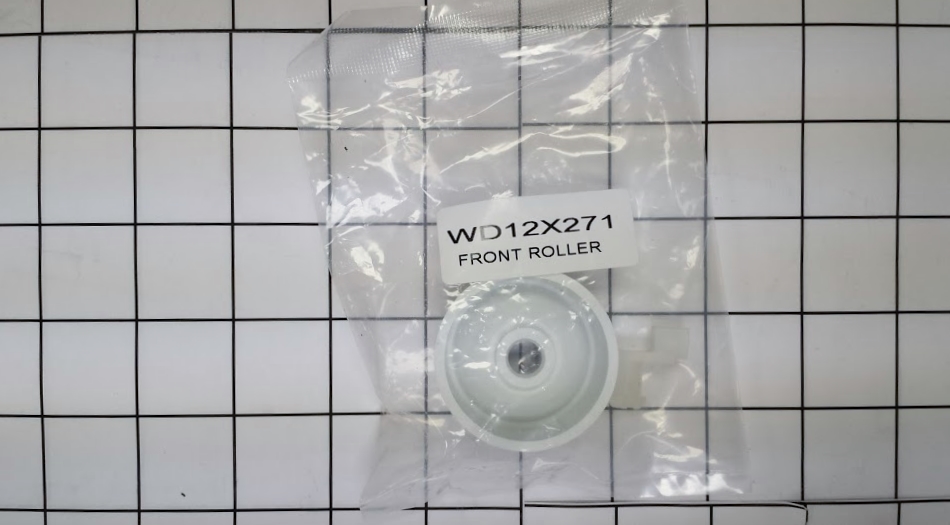 WD12X271
FRONT ROLLER